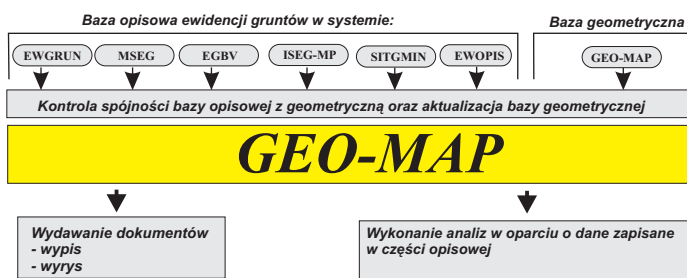 Baza opisowa ewidencji gruntów w systemie:
Baza geometryczna
EWGRUN MSEG EGBV ISEG-MP SITGMIN EWOPIS GEO-MAP
Kontrola spójności bazy opisowej z geometryczną oraz aktualizacja bazy geometrycznej
GEO-MAP
Wydawanie dokumentów
- wypis
- wyrys
Wykonanie analiz w oparciu o dane zapisane
w części opisowej